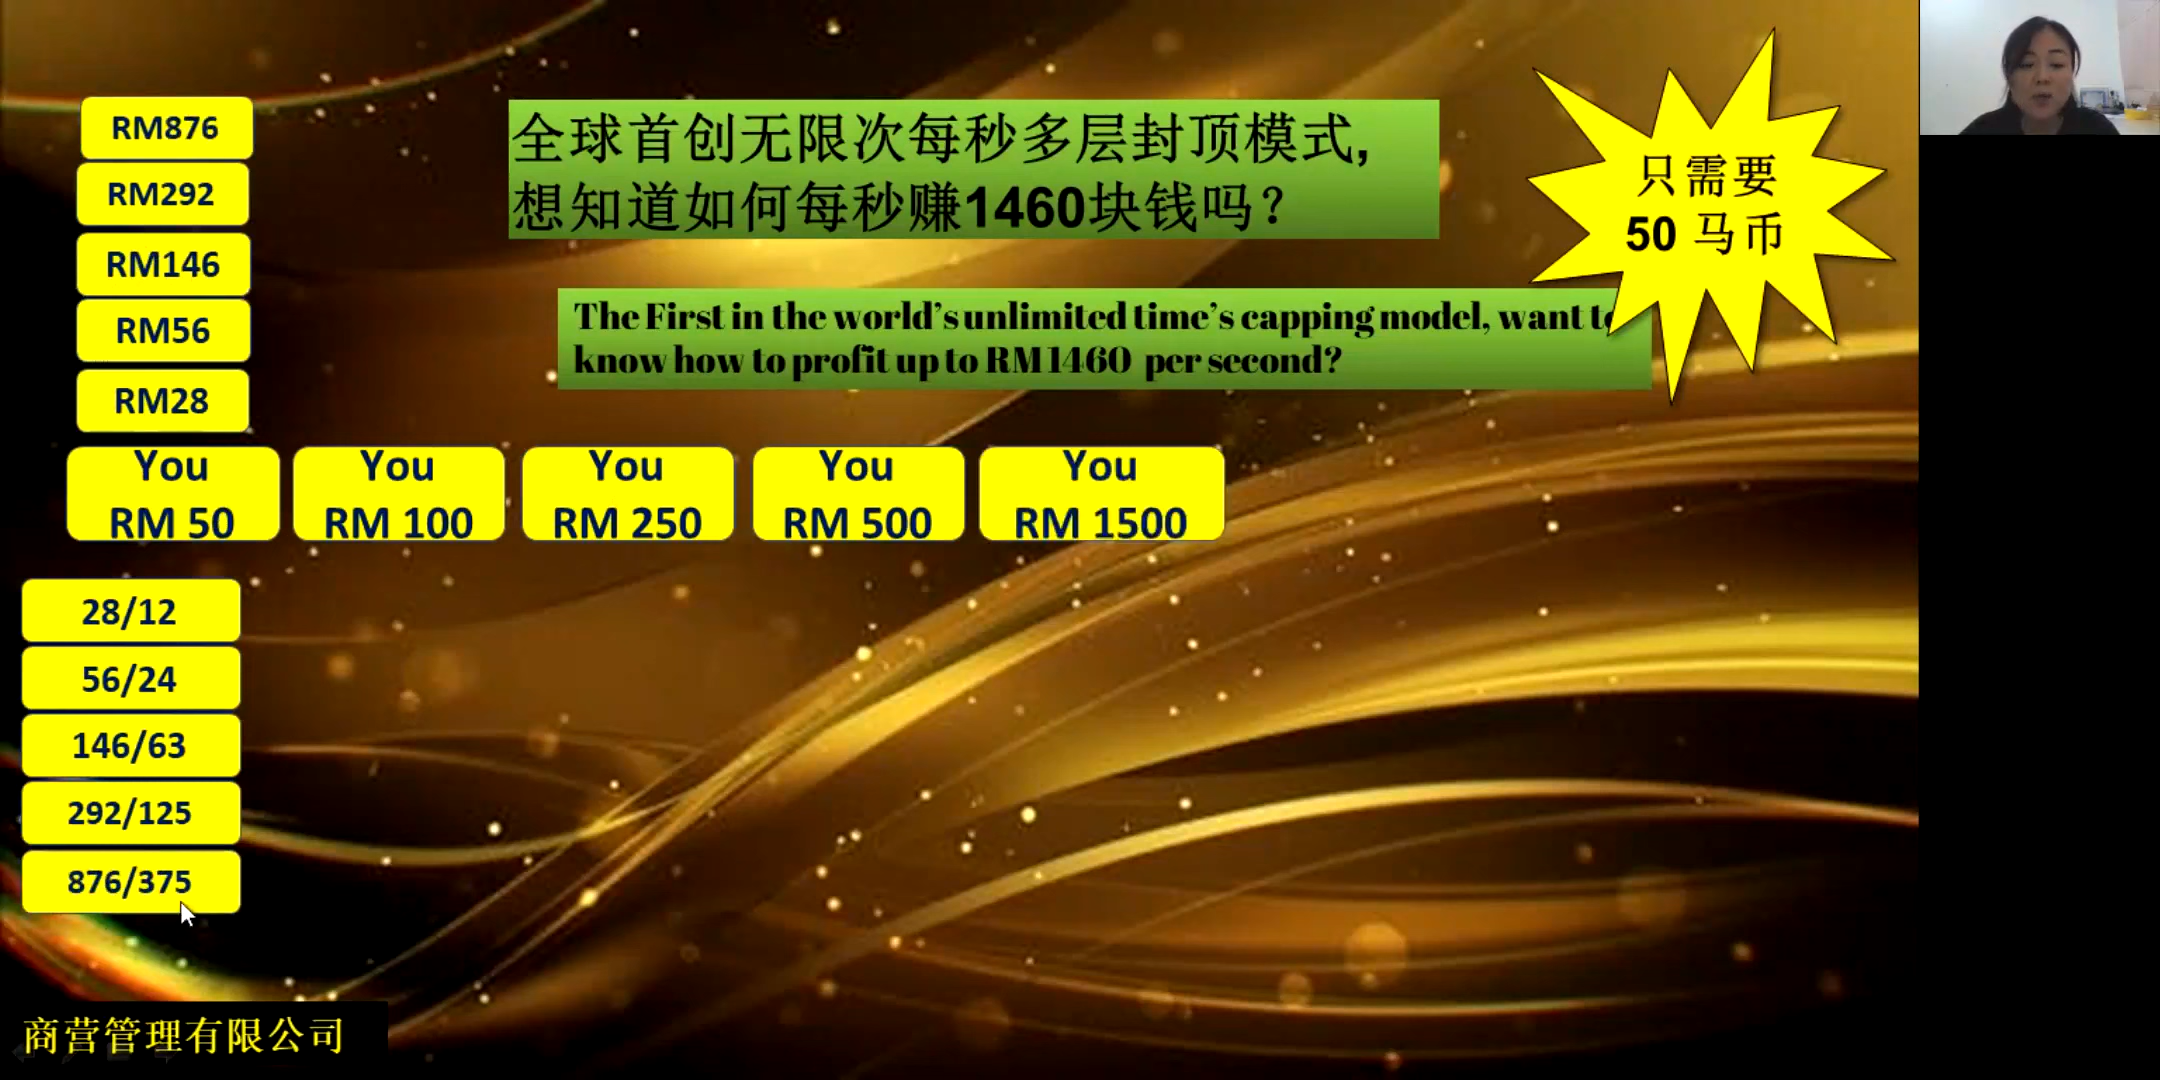 全球首创无限次每秒多层封顶模式,
想知道如何每秒赚1460块钱吗?
只需要
50 马币
The First in the world’s unlimited time’s capping model, want to
know how to profit up to RM1460 per second?
RM876
RM292
RM146
RM56
RM28
You
RM 50
You
RM 100
You
RM 250
You
RM 500
You
RM 1500
28/12
56/24
146/63
292/125
876/375
商营管理有限公司